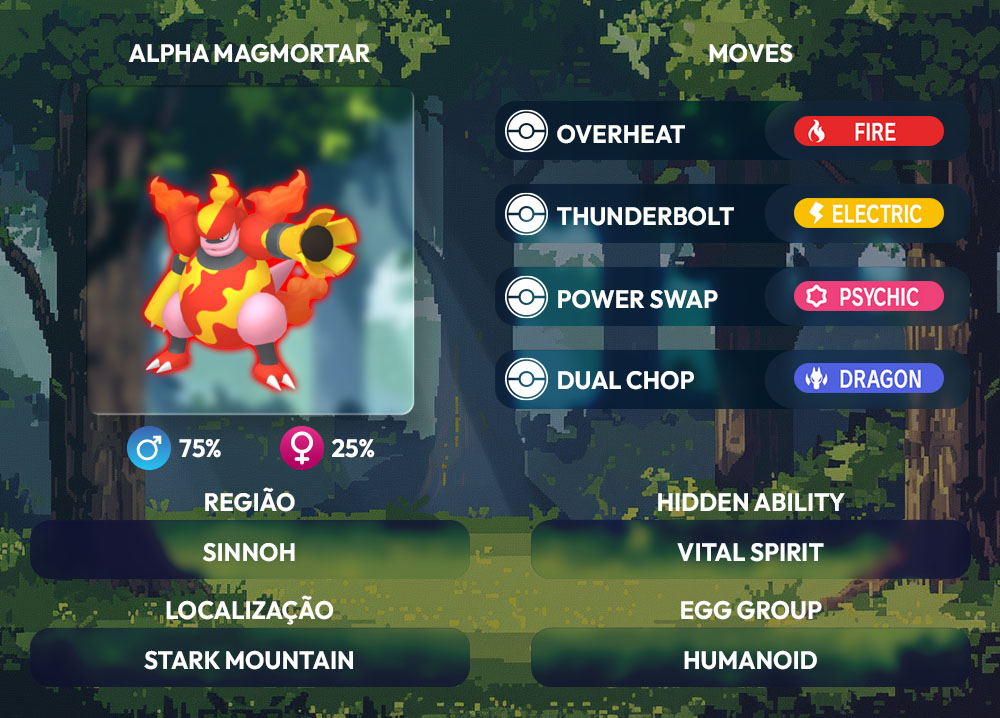 ALPHA MAGMORTAR
MOVES
OVERHEAT FIRE
THUNDERBOLT ELECTRIC
POWER SWAP PSYCHIC
DUAL CHOP DRAGON
75% 25%
REGIÃO
SINNOH
HIDDEN ABILITY
VITAL SPIRIT
LOCALIZAÇÃO
STARK MOUNTAIN
EGG GROUP
HUMANOID